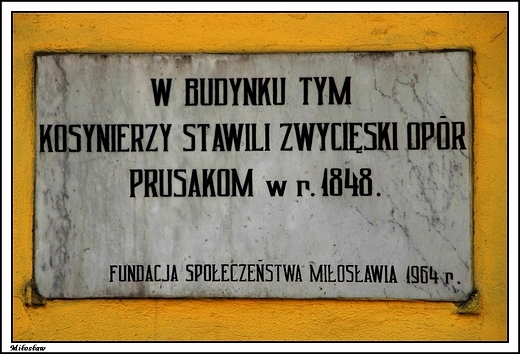 W BUDYNKU TYM
KOSYNIERZY STAWILI ZWYCIĘSKI OPÓR
PRUSAKOM w r. 1848.
FUNDACJA SPOŁECZEŃSTWA MIŁOSŁAWIA 1964 r.
Miłosław